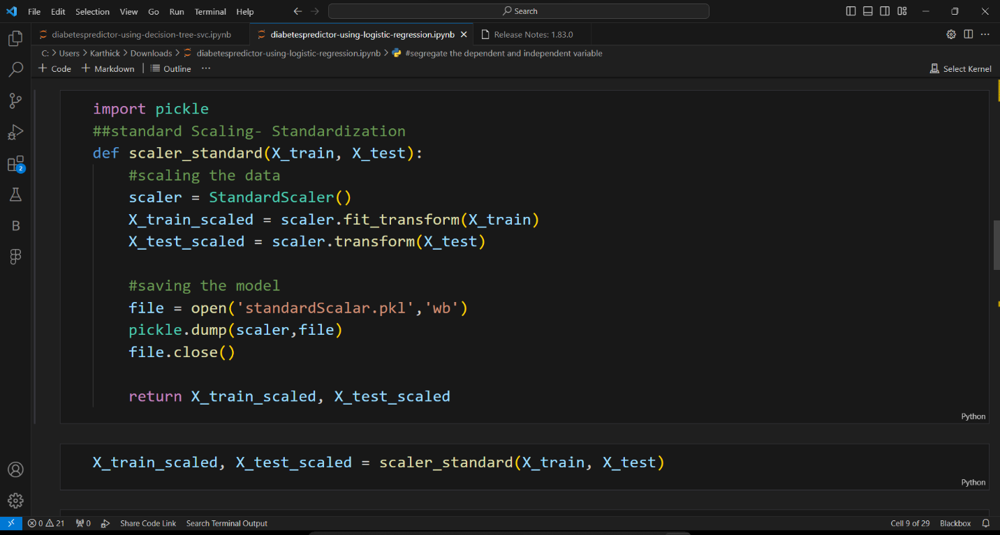 File Edit Selection View Go Run Terminal Help Search
diabetespredictor-using-decision-tree-svc.ipynb diabetespredictor-using-logistic-regression.ipynb Release Notes: 1.83.0
C: > Users > Karthick > Downloads > diabetespredictor-using-logistic-regression.ipynb > #segregate the dependent and independent variable
+ Code + Markdown | Outline ... Select Kernel
import pickle
##standard Scaling- Standardization
def scaler_standard(X_train, X_test):
#scaling the data
scaler = StandardScaler()
X_train_scaled = scaler.fit_transform(X_train)
X_test_scaled = scaler.transform(X_test)
#saving the model
file = open('standardScalar.pkl','wb')
pickle.dump(scaler,file)
file.close()
return X_train_scaled, X_test_scaled
Python
X_train_scaled, X_test_scaled = scaler_standard(X_train, X_test)
Python
2
B
0 21 0 Share Code Link Search Terminal Output Cell 9 of 29 Blackbox